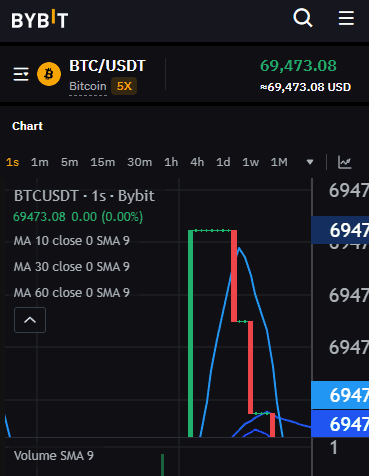 BYBIT
BTC/USDT
Bitcoin 5X
69,473.08
≈69,473.08 USD
Chart
1s 1m 5m 15m 30m 1h 4h 1d 1w 1M
BTCUSDT · 1s · Bybit
69473.08 0.00 (0.00%)
MA 10 close 0 SMA 9
MA 30 close 0 SMA 9
MA 60 close 0 SMA 9
6947
6947
6947
6947
6947
6947
1
Volume SMA 9